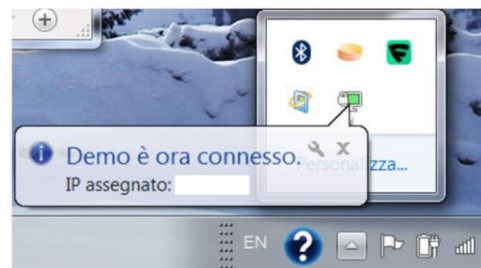 Demo è ora connesso.
IP assegnato:
Personalizza...
EN
?